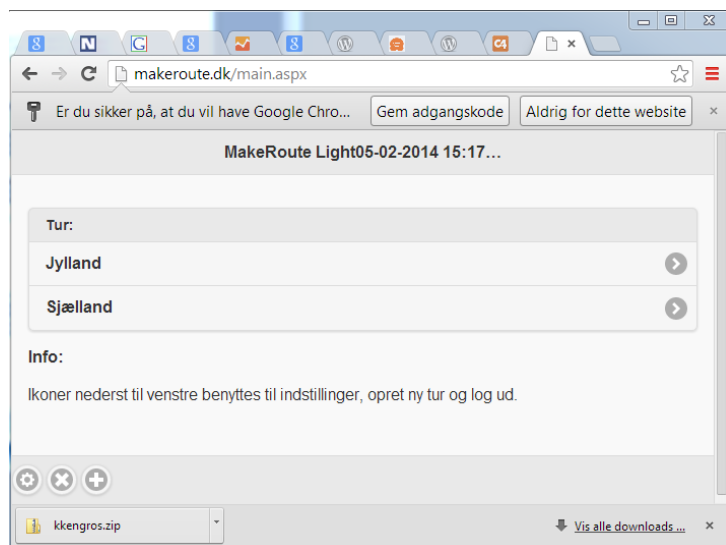 makeroute.dk/main.aspx
Er du sikker på, at du vil have Google Chro...
Gem adgangskode
Aldrig for dette website
MakeRoute Light05-02-2014 15:17...
Tur:
Jylland
Sjælland
Info:
Ikoner nederst til venstre benyttes til indstillinger, opret ny tur og log ud.
kkengros.zip
Vis alle downloads ...